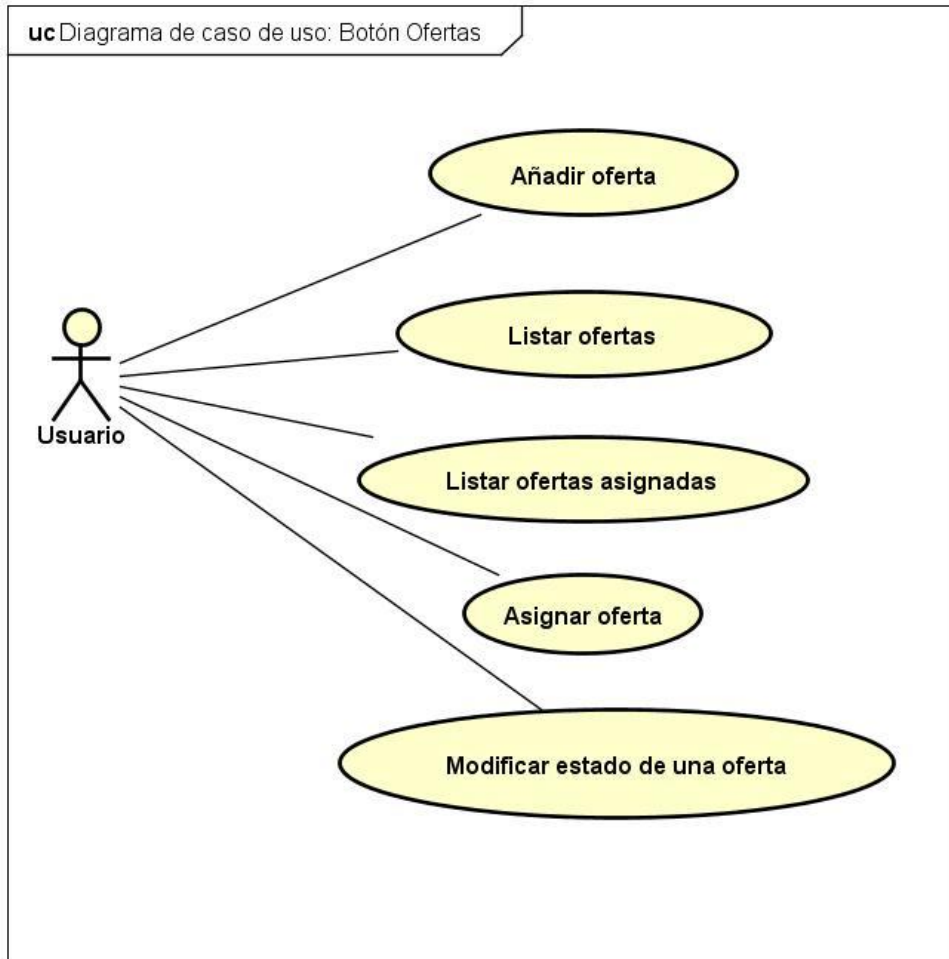 uc Diagrama de caso de uso: Botón Ofertas
Añadir oferta
Listar ofertas
Usuario
Listar ofertas asignadas
Asignar oferta
Modificar estado de una oferta